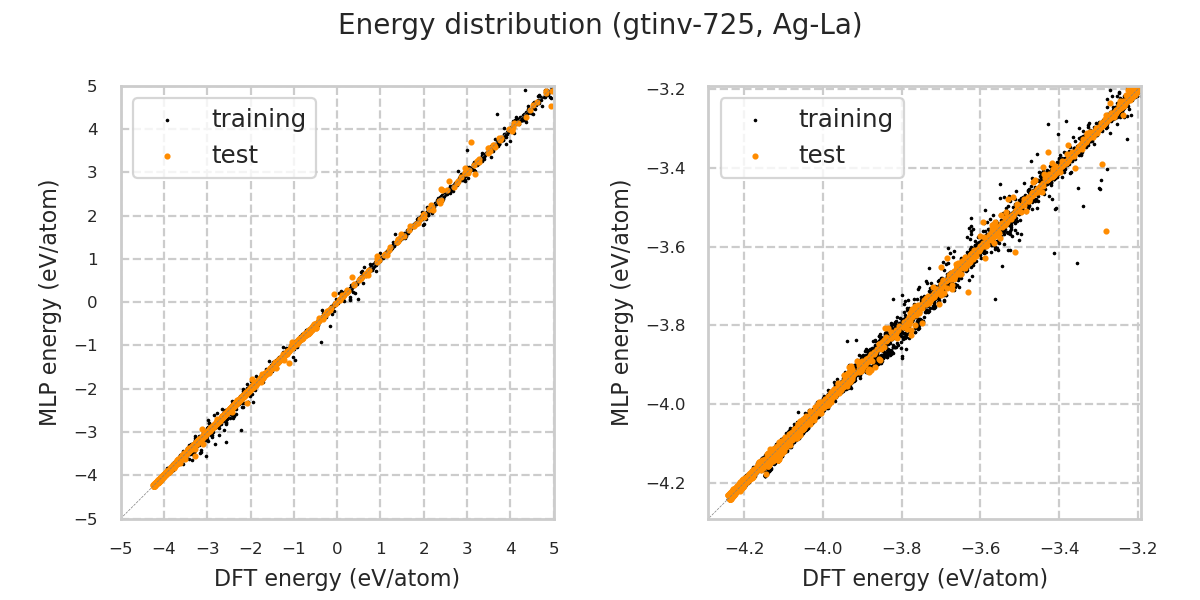 Energy distribution (gtinv-725, Ag-La)
MLP energy (eV/atom)
5
4
3
2
1
0
−1
−2
−3
−4
−5
training
test
−5 −4 −3 −2 −1 0 1 2 3 4 5
DFT energy (eV/atom)
MLP energy (eV/atom)
−3.2
−3.4
−3.6
−3.8
−4.0
−4.2
training
test
−4.2 −4.0 −3.8 −3.6 −3.4 −3.2
DFT energy (eV/atom)